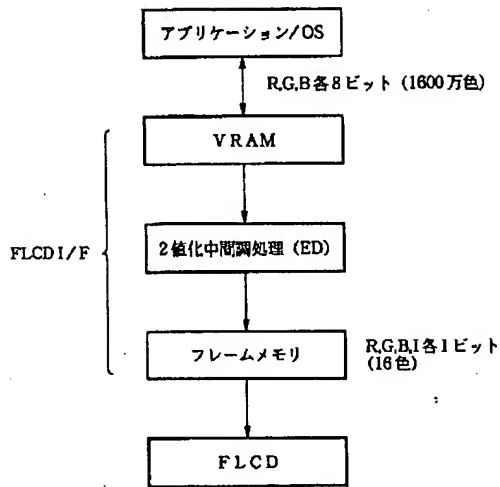 アプリケーション/OS
R,G,B各8ビット (1600万色)
VRAM
FLCDI/F
2値化中間調処理 (ED)
フレームメモリ
R,G,B,I各1ビット
(16色)
FLCD